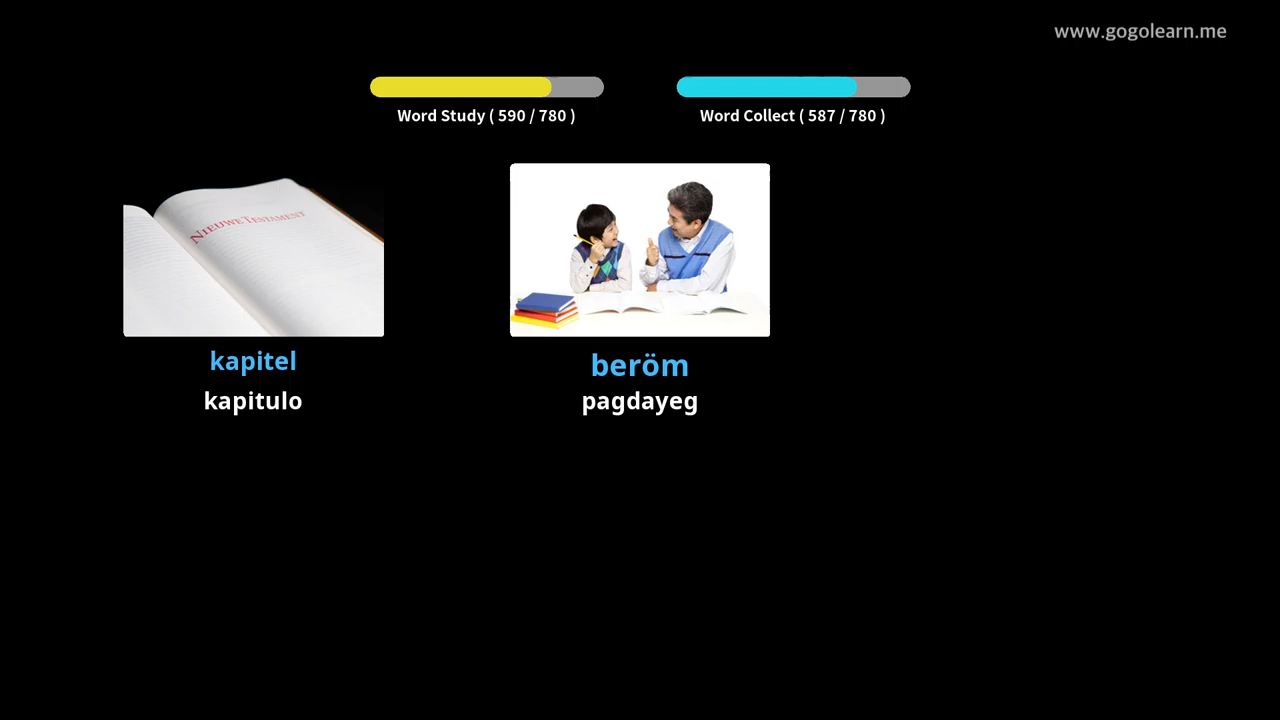 www.gogolearn.me
Word Study ( 590 / 780 )
Word Collect ( 587 / 780 )
NIEUWE TESTAMENT
kapitel
kapitulo
beröm
pagdayeg